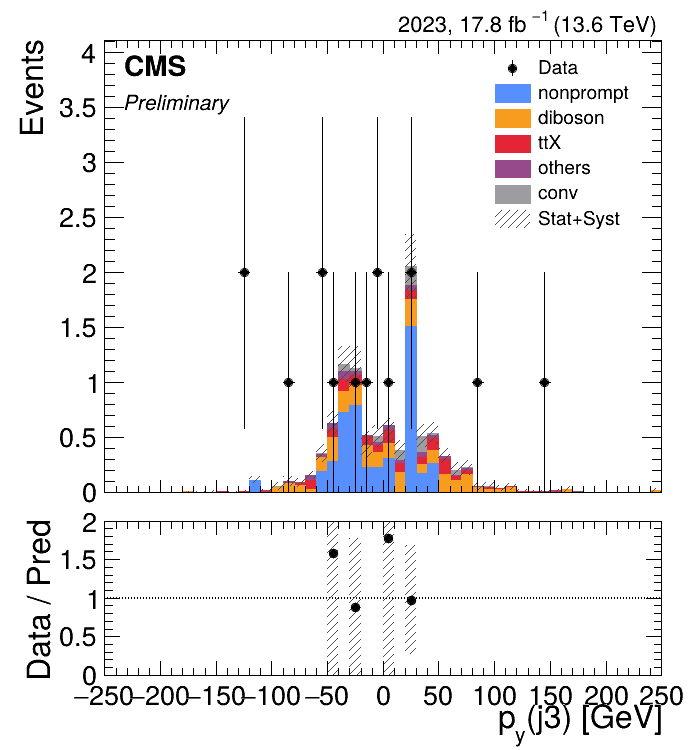 2023, 17.8 fb⁻¹ (13.6 TeV)
CMS
Preliminary
Events
4
3.5
3
2.5
2
1.5
1
0.5
0
Data
nonprompt
diboson
ttX
others
conv
Stat+Syst
Data / Pred
2
1.5
1
0.5
0
−250 −200 −150 −100 −50 0 50 100 150 200 250
p_y(j3) [GeV]